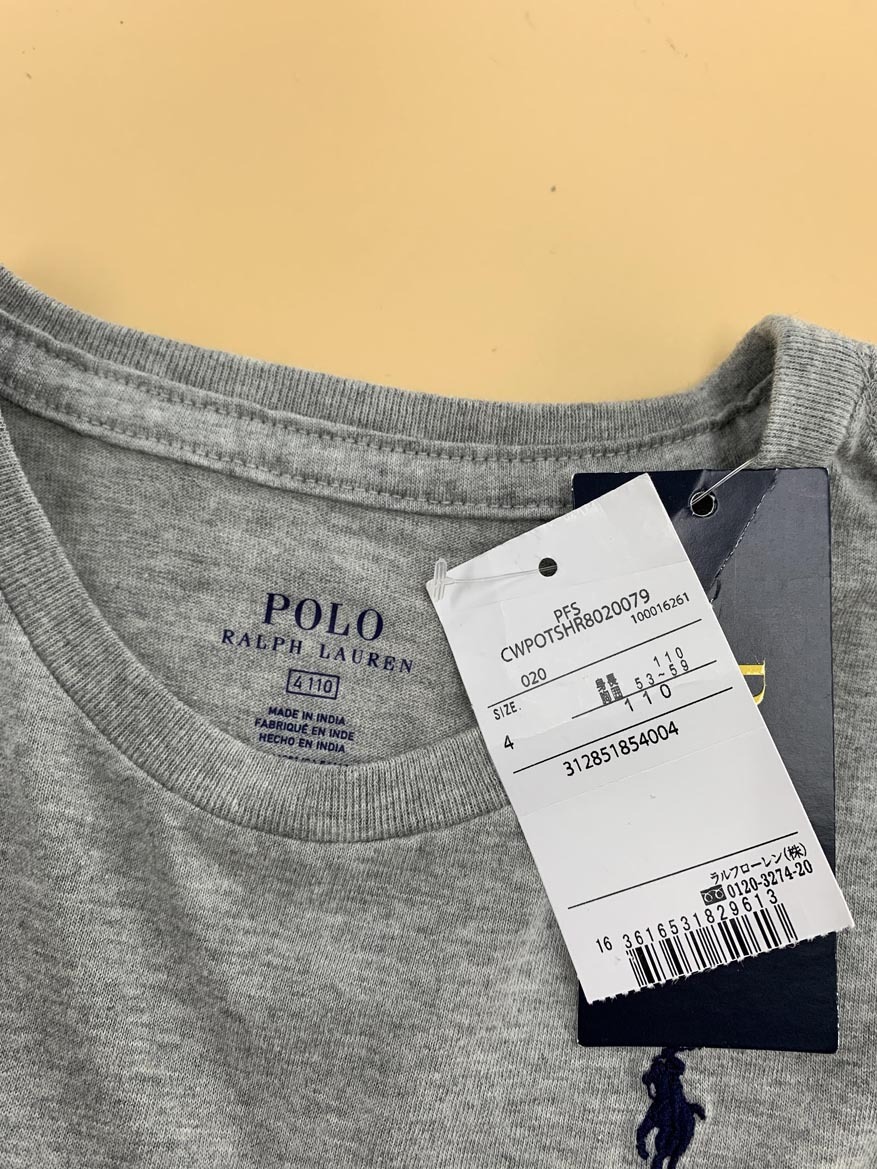 POLO
RALPH LAUREN
4 110
MADE IN INDIA
FABRIQUÉ EN INDE
HECHO EN INDIA
PFS
CWPOTSHR8020079
100016261
020
SIZE.
身長 110
胸囲 53~59
110
4
312851854004
ラルフローレン(株)
0120-3274-20
16 3616531829613